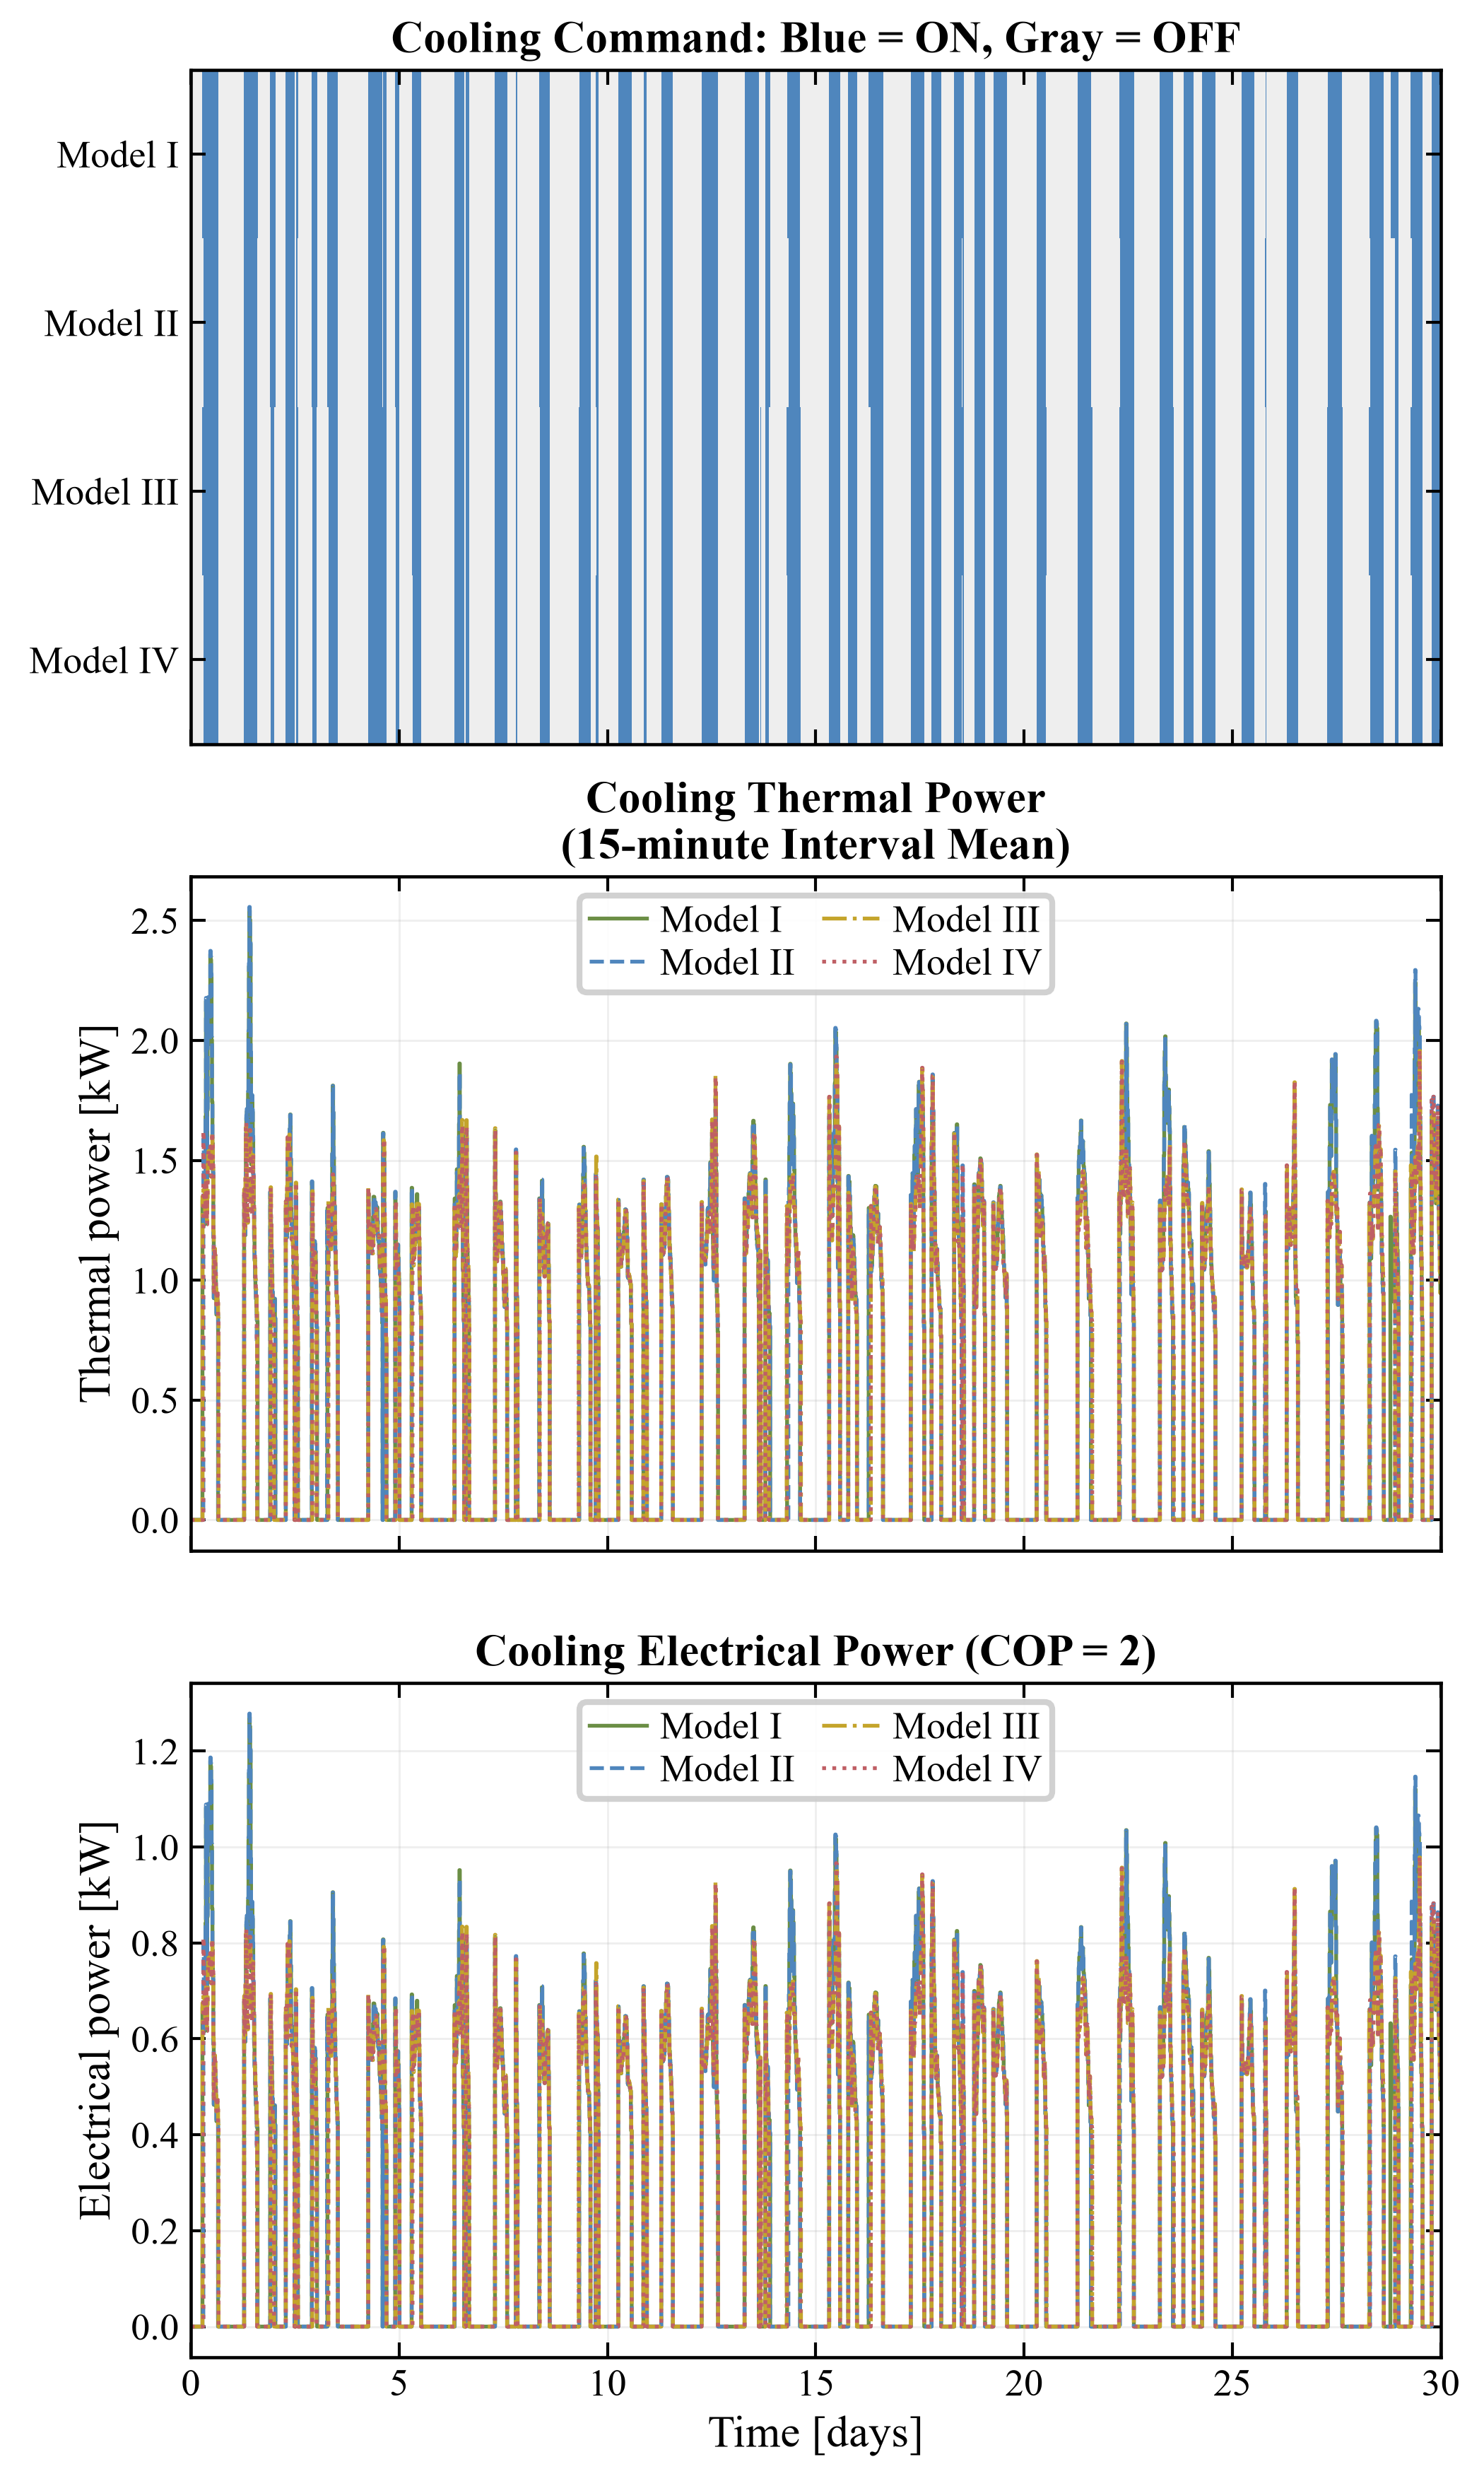 Cooling Command: Blue = ON, Gray = OFF
Model I
Model II
Model III
Model IV
Cooling Thermal Power
(15-minute Interval Mean)
Thermal power [kW]
2.5
2.0
1.5
1.0
0.5
0.0
Model I
Model II
Model III
Model IV
Cooling Electrical Power (COP = 2)
Electrical power [kW]
1.2
1.0
0.8
0.6
0.4
0.2
0.0
Model I
Model II
Model III
Model IV
0 5 10 15 20 25 30
Time [days]